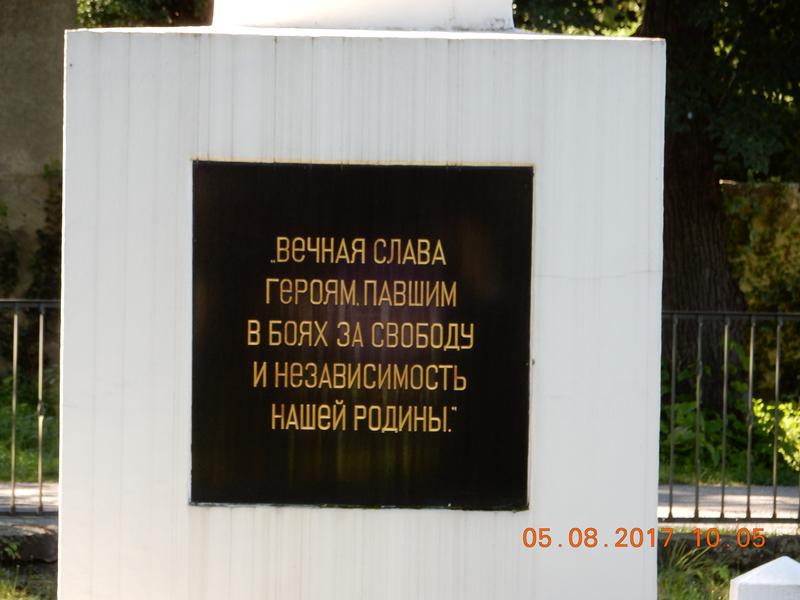 „Вечная слава
героям, павшим
в боях за свободу
и независимость
нашей Родины."
05.08.2017 10:05